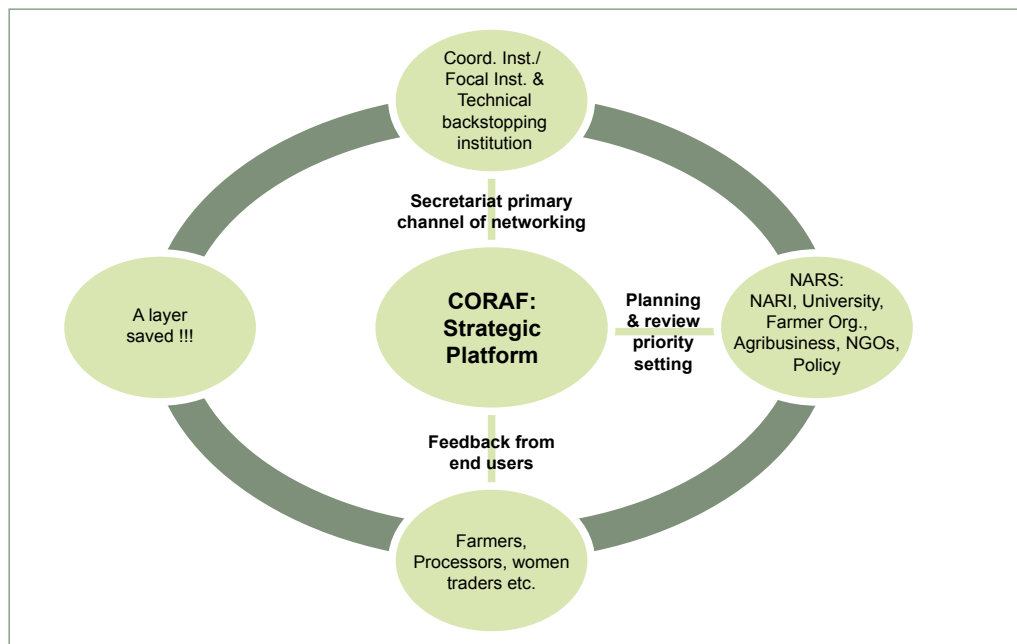 Coord. Inst./
Focal Inst. &
Technical
backstopping
institution
Secretariat primary
channel of networking
A layer
saved !!!
CORAF:
Strategic
Platform
Planning
& review
priority
setting
NARS:
NARI, University,
Farmer Org.,
Agribusiness, NGOs,
Policy
Feedback from
end users
Farmers,
Processors, women
traders etc.